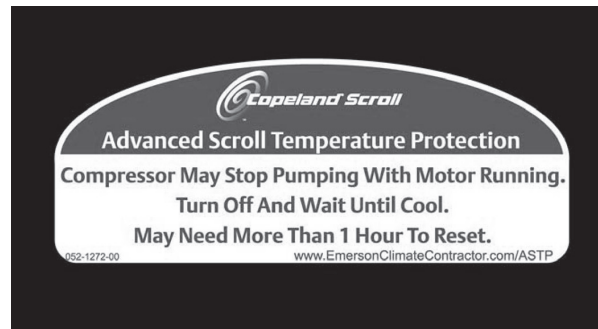 Copeland Scroll
Advanced Scroll Temperature Protection
Compressor May Stop Pumping With Motor Running.
Turn Off And Wait Until Cool.
May Need More Than 1 Hour To Reset.
052-1272-00
www.EmersonClimateContractor.com/ASTP